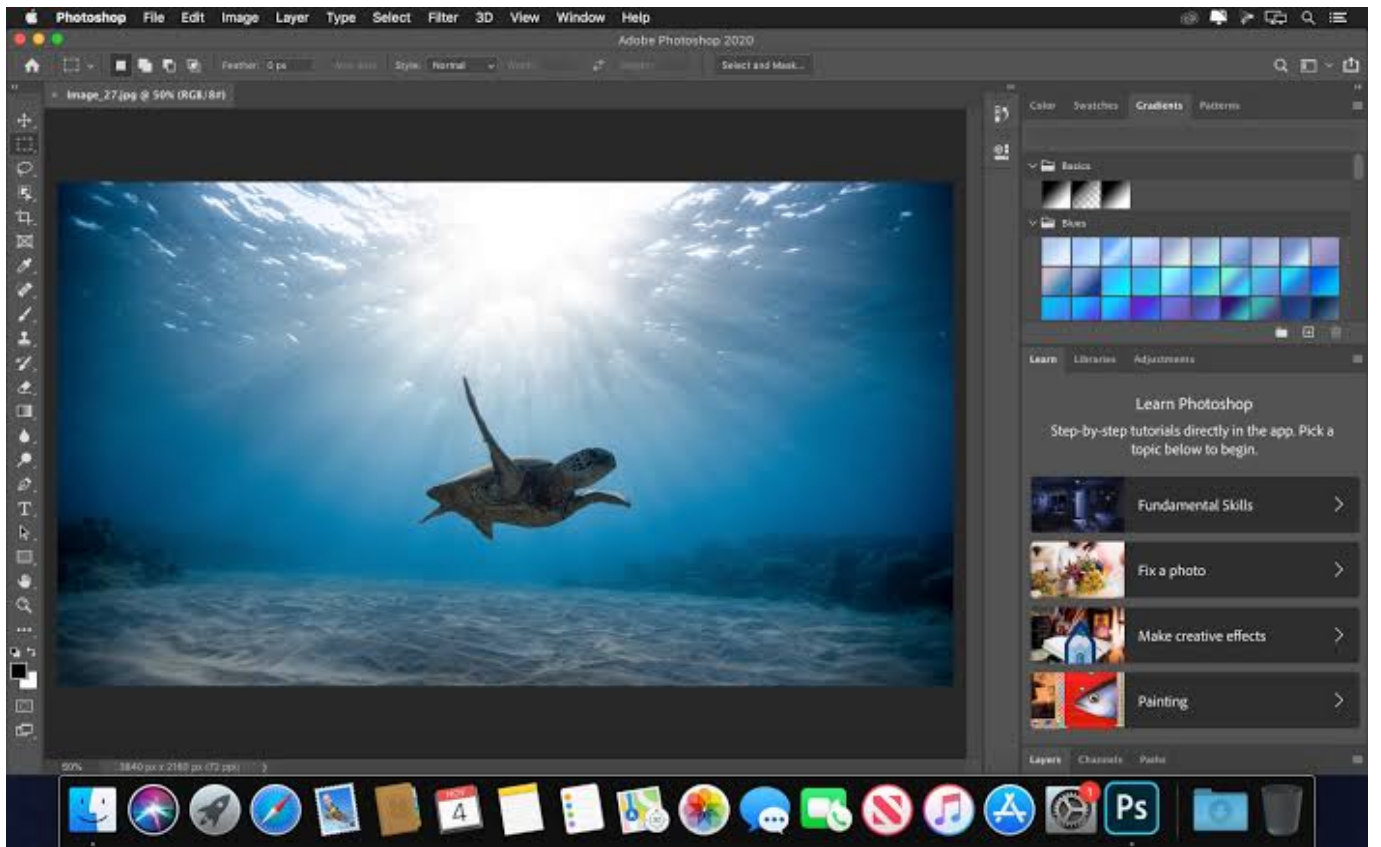 Photoshop File Edit Image Layer Type Select Filter 3D View Window Help
Adobe Photoshop 2020
Feather: 0 px
Style: Normal
Select and Mask...
× Image_27.jpg @ 50% (RGB/8#)
Color Swatches Gradients Patterns
Basics
Blues
Learn Libraries Adjustments
Learn Photoshop
Step-by-step tutorials directly in the app. Pick a
topic below to begin.
Fundamental Skills
Fix a photo
Make creative effects
Painting
50% 3840 px x 2160 px (72 ppi)
Layers Channels Paths
NOV
4
1
Ps